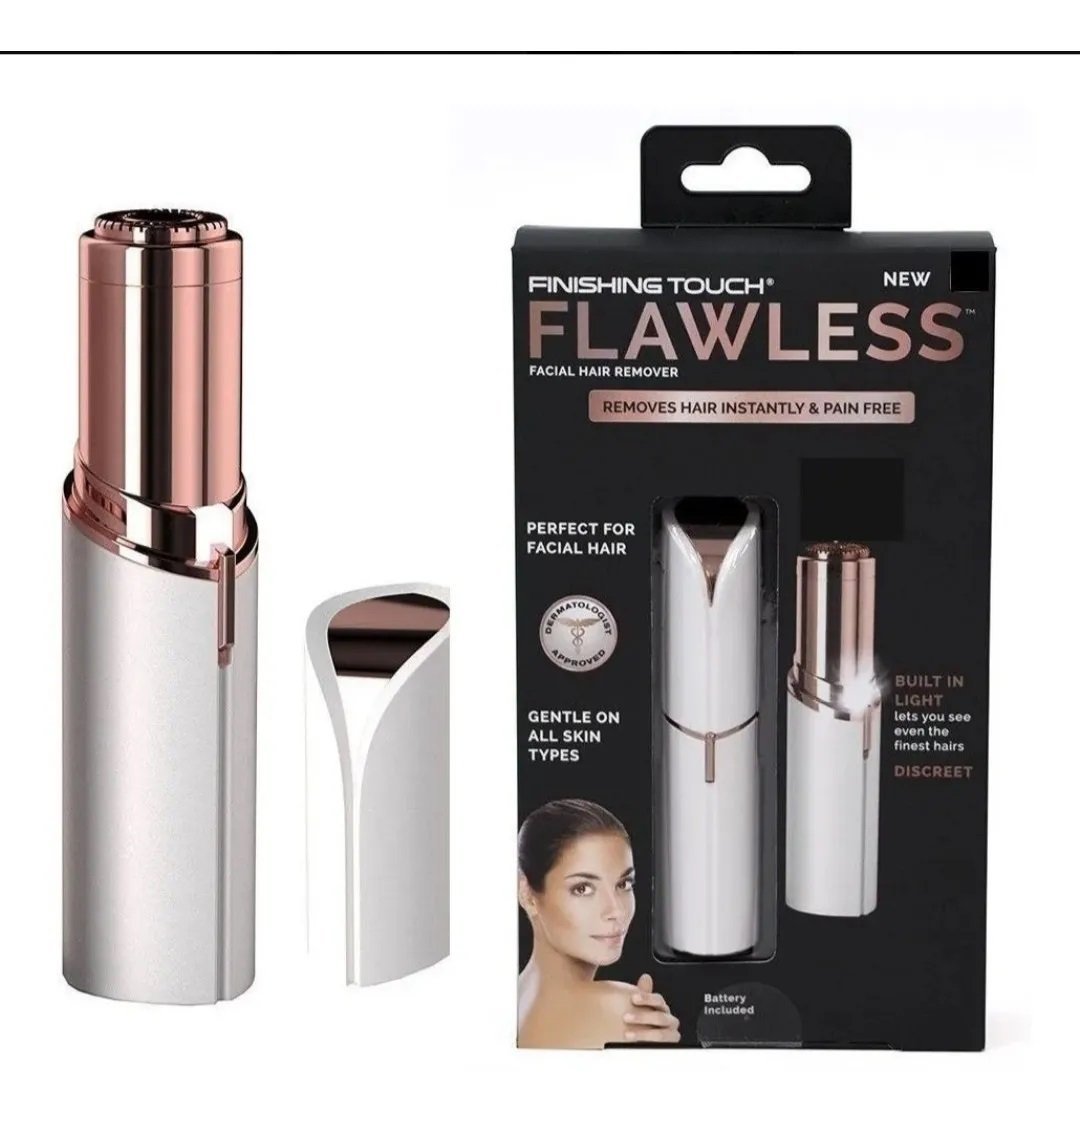 FINISHING TOUCH®
NEW
FLAWLESS™
FACIAL HAIR REMOVER
REMOVES HAIR INSTANTLY & PAIN FREE
PERFECT FOR
FACIAL HAIR
DERMATOLOGIST
APPROVED
GENTLE ON
ALL SKIN
TYPES
BUILT IN
LIGHT
lets you see
even the
finest hairs
DISCREET
Battery
Included